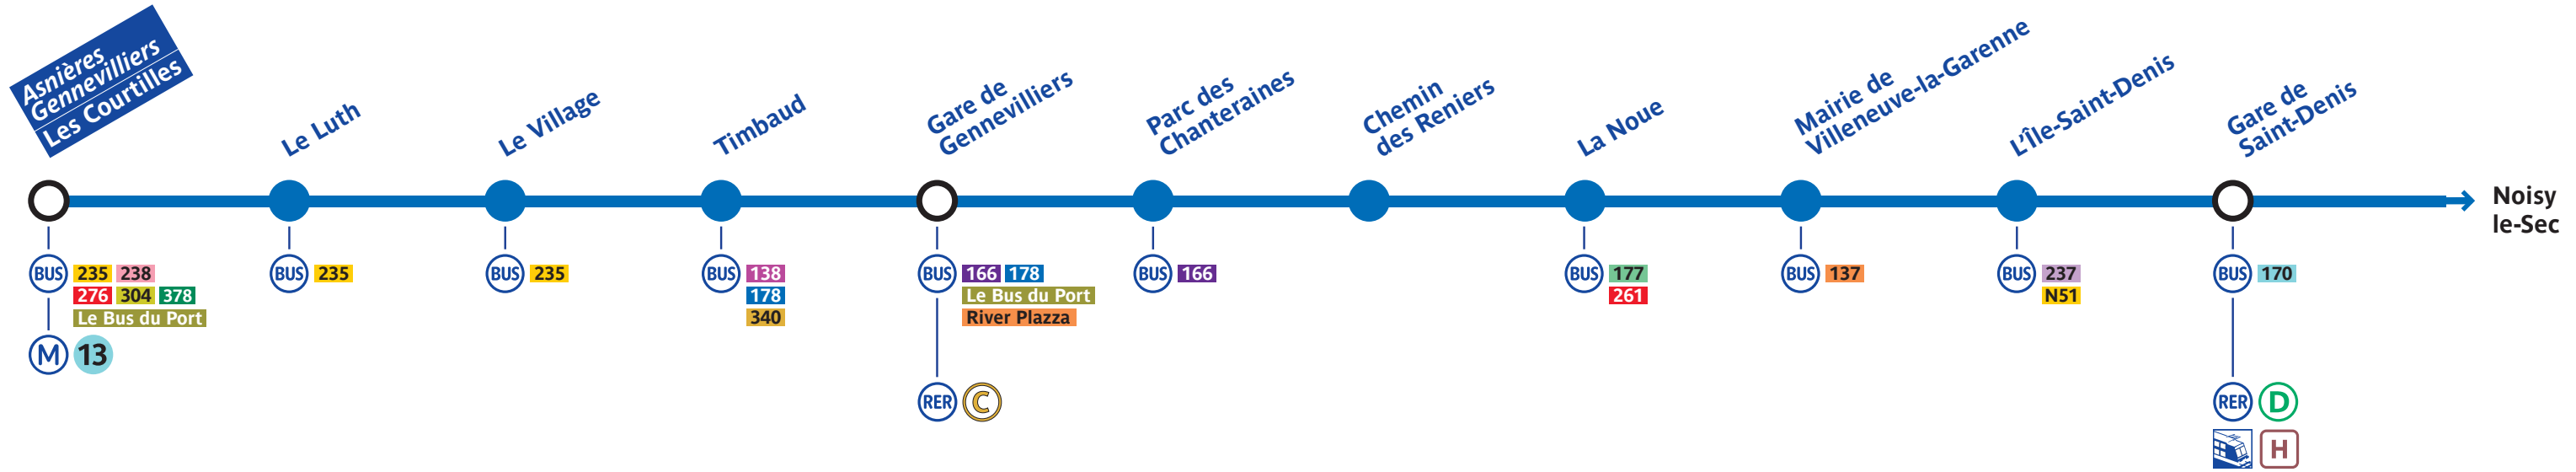 Asnières
Gennevilliers
Les Courtilles
Le Luth
Le Village
Timbaud
Gare de
Gennevilliers
Parc des
Chanteraines
Chemin
des Reniers
La Noue
Mairie de
Villeneuve-la-Garenne
L'Île-Saint-Denis
Gare de
Saint-Denis
Noisy
le-Sec
BUS 235 238
276 304 378
Le Bus du Port
M 13
BUS 235
BUS 235
BUS 138
178
340
BUS 166 178
Le Bus du Port
River Plazza
RER C
BUS 166
BUS 177
261
BUS 137
BUS 237
N51
BUS 170
RER D
H